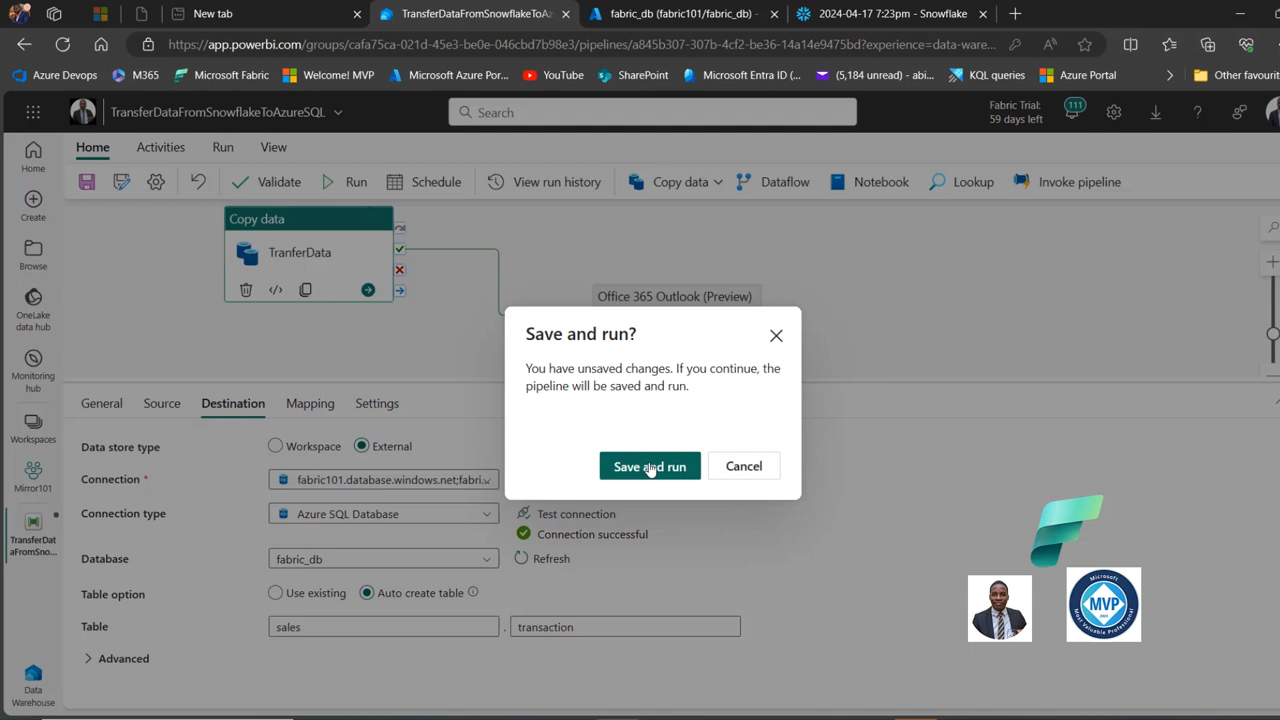 New tab
TransferDataFromSnowflakeToAz
fabric_db (fabric101/fabric_db) -
2024-04-17 7:23pm - Snowflake
https://app.powerbi.com/groups/cafa75ca-021d-45e3-be0e-046cbd7b98e3/pipelines/a845b307-307b-4cf2-be36-14a14e9475bd?experience=data-ware...
Azure Devops
M365
Microsoft Fabric
Welcome! MVP
Microsoft Azure Por...
YouTube
SharePoint
Microsoft Entra ID (...
(5,184 unread) - abi...
KQL queries
Azure Portal
Other favourit
TransferDataFromSnowflakeToAzureSQL
Search
Fabric Trial:
59 days left
111
Home
Activities
Run
View
Validate
Run
Schedule
View run history
Copy data
Dataflow
Notebook
Lookup
Invoke pipeline
Home
Create
Browse
OneLake
data hub
Monitoring
hub
Workspaces
Mirror101
TransferDat
aFromSno...
Data
Warehouse
Copy data
TranferData
Office 365 Outlook (Preview)
Save and run?
You have unsaved changes. If you continue, the
pipeline will be saved and run.
Save and run
Cancel
General
Source
Destination
Mapping
Settings
Data store type
Workspace
External
Connection *
fabric101.database.windows.net;fabri...
Connection type
Azure SQL Database
Test connection
Connection successful
Database
fabric_db
Refresh
Table option
Use existing
Auto create table
Table
sales
.
transaction
Advanced
Microsoft
MVP
Most Valuable Professional